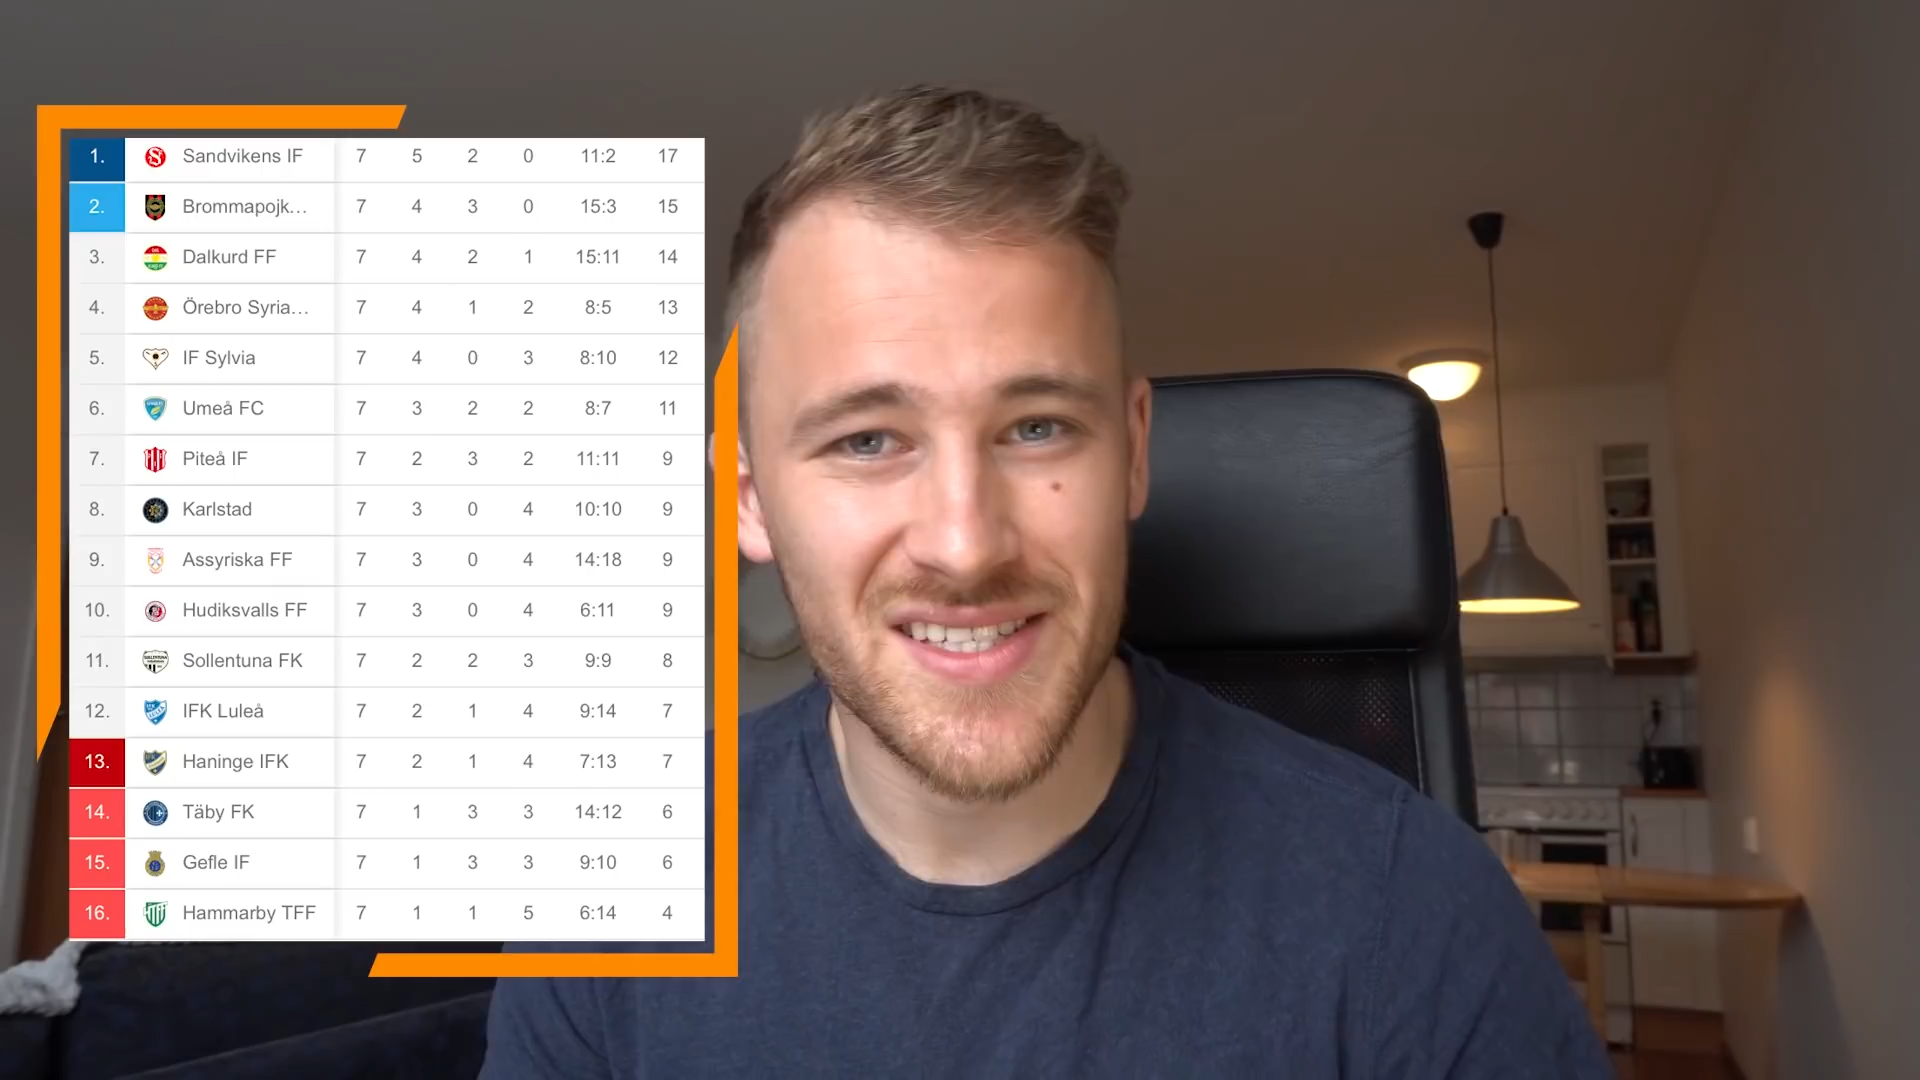 1. Sandvikens IF 7 5 2 0 11:2 17
2. Brommapojk... 7 4 3 0 15:3 15
3. Dalkurd FF 7 4 2 1 15:11 14
4. Örebro Syria... 7 4 1 2 8:5 13
5. IF Sylvia 7 4 0 3 8:10 12
6. Umeå FC 7 3 2 2 8:7 11
7. Piteå IF 7 2 3 2 11:11 9
8. Karlstad 7 3 0 4 10:10 9
9. Assyriska FF 7 3 0 4 14:18 9
10. Hudiksvalls FF 7 3 0 4 6:11 9
11. Sollentuna FK 7 2 2 3 9:9 8
12. IFK Luleå 7 2 1 4 9:14 7
13. Haninge IFK 7 2 1 4 7:13 7
14. Täby FK 7 1 3 3 14:12 6
15. Gefle IF 7 1 3 3 9:10 6
16. Hammarby TFF 7 1 1 5 6:14 4